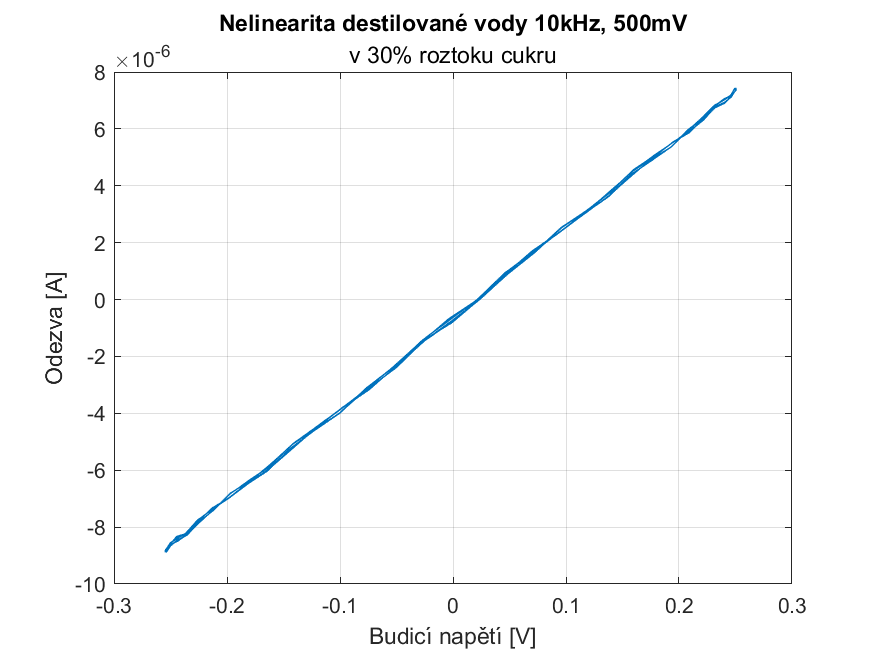 Nelinearita destilované vody 10kHz, 500mV
v 30% roztoku cukru
×10-6
8
6
4
2
0
-2
-4
-6
-8
-10
-0.3 -0.2 -0.1 0 0.1 0.2 0.3
Odezva [A]
Budicí napětí [V]